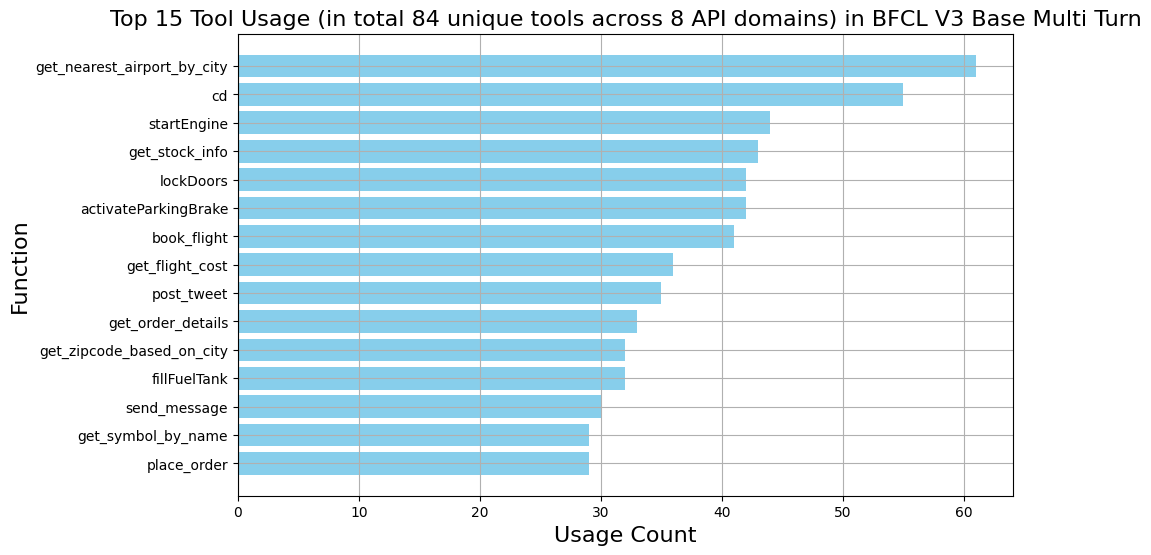 Top 15 Tool Usage (in total 84 unique tools across 8 API domains) in BFCL V3 Base Multi Turn
Function
get_nearest_airport_by_city
cd
startEngine
get_stock_info
lockDoors
activateParkingBrake
book_flight
get_flight_cost
post_tweet
get_order_details
get_zipcode_based_on_city
fillFuelTank
send_message
get_symbol_by_name
place_order
0 10 20 30 40 50 60
Usage Count